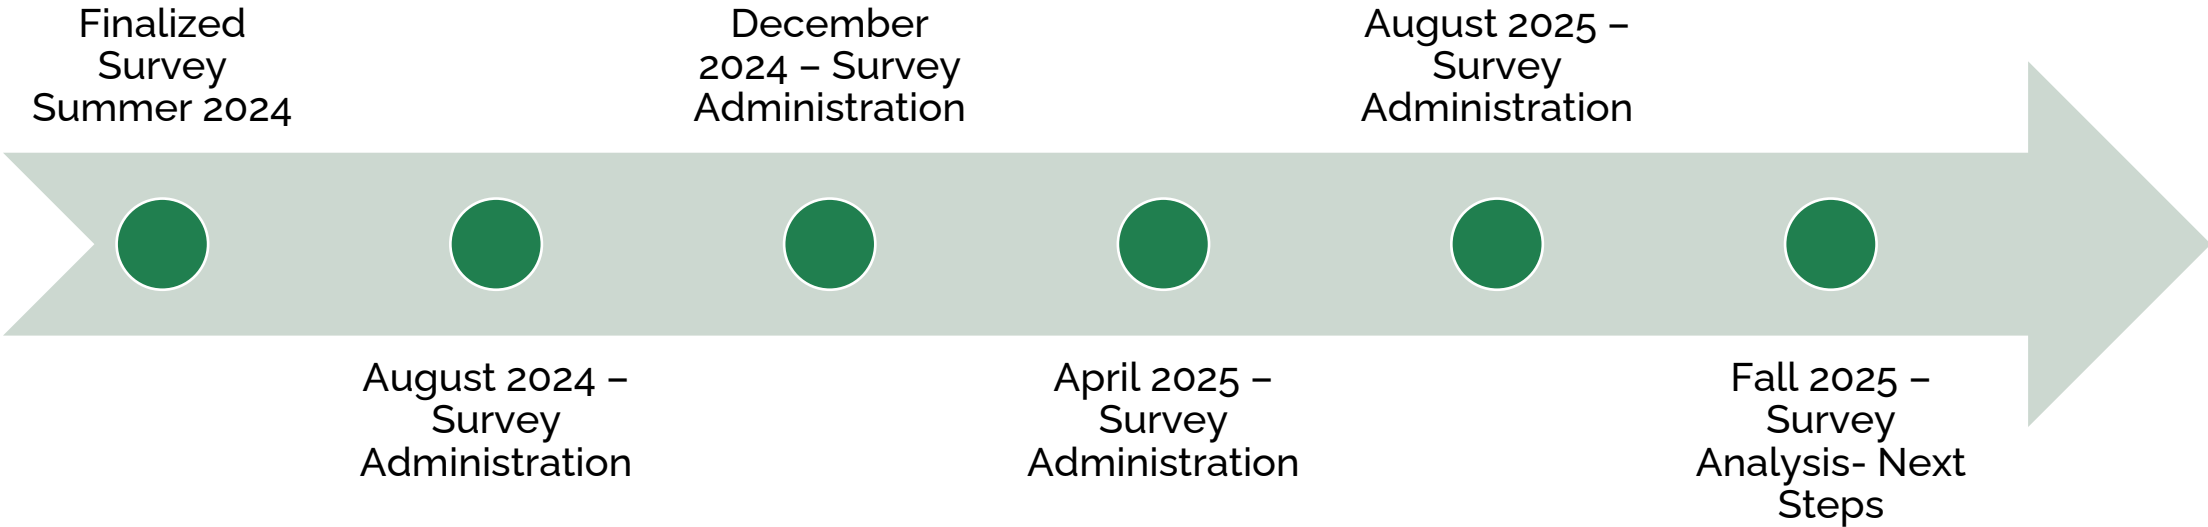 Finalized
Survey
Summer 2024
August 2024 –
Survey
Administration
December
2024 – Survey
Administration
April 2025 –
Survey
Administration
August 2025 –
Survey
Administration
Fall 2025 –
Survey
Analysis- Next
Steps